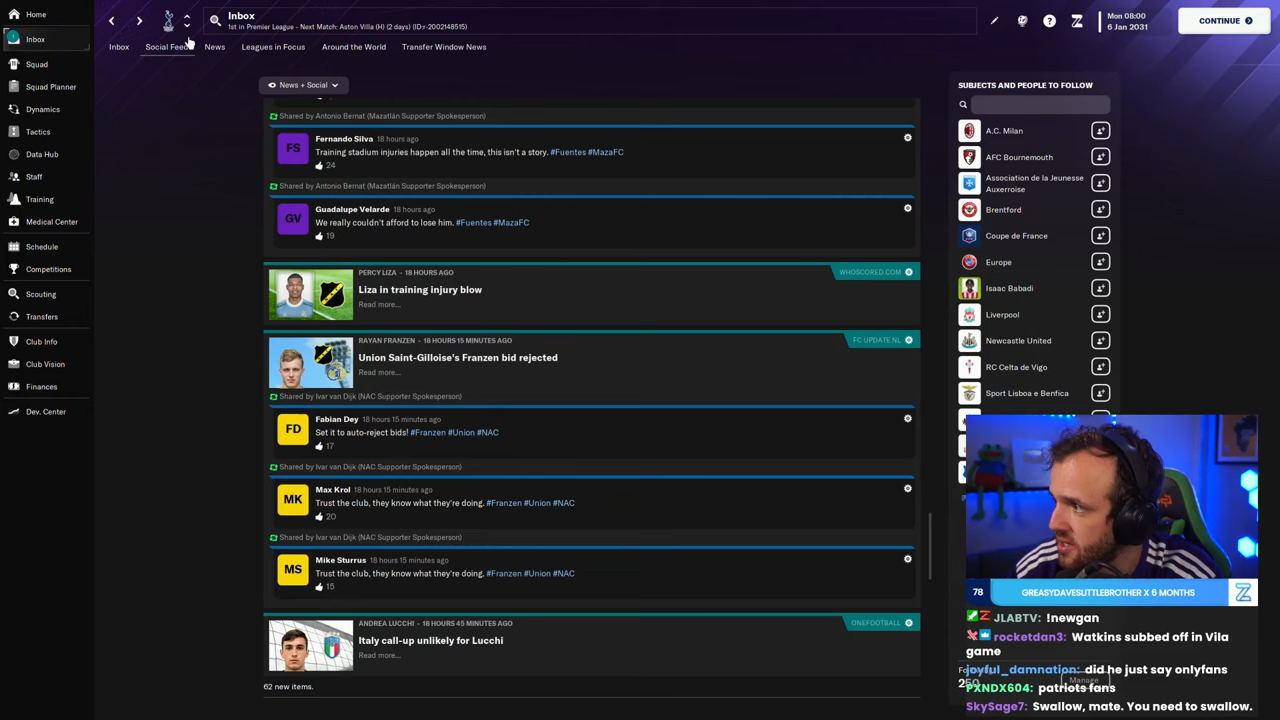 Home
Inbox
Squad
Squad Planner
Dynamics
Tactics
Data Hub
Staff
Training
Medical Center
Schedule
Competitions
Scouting
Transfers
Club Info
Club Vision
Finances
Dev. Center
Inbox
1st in Premier League - Next Match: Aston Villa (H) (2 days) (ID:r-2002148515)
Mon 08:00
6 Jan 2031
CONTINUE
Inbox
Social Feed
News
Leagues in Focus
Around the World
Transfer Window News
News + Social
Shared by Antonio Bernat (Mazatlán Supporter Spokesperson)
FS
Fernando Silva 18 hours ago
Training stadium injuries happen all the time, this isn't a story. #Fuentes #MazaFC
24
Shared by Antonio Bernat (Mazatlán Supporter Spokesperson)
GV
Guadalupe Velarde 18 hours ago
We really couldn't afford to lose him. #Fuentes #MazaFC
19
PERCY LIZA - 18 HOURS AGO
WHOSCORED.COM
Liza in training injury blow
Read more...
RAYAN FRANZEN - 18 HOURS 15 MINUTES AGO
FC UPDATE.NL
Union Saint-Gilloise's Franzen bid rejected
Read more...
Shared by Ivar van Dijk (NAC Supporter Spokesperson)
FD
Fabian Dey 18 hours 15 minutes ago
Set it to auto-reject bids! #Franzen #Union #NAC
17
Shared by Ivar van Dijk (NAC Supporter Spokesperson)
MK
Max Krol 18 hours 15 minutes ago
Trust the club, they know what they're doing. #Franzen #Union #NAC
20
Shared by Ivar van Dijk (NAC Supporter Spokesperson)
MS
Mike Sturrus 18 hours 15 minutes ago
Trust the club, they know what they're doing. #Franzen #Union #NAC
15
ANDREA LUCCHI - 18 HOURS 45 MINUTES AGO
ONEFOOTBALL
Italy call-up unlikely for Lucchi
Read more...
62 new items.
SUBJECTS AND PEOPLE TO FOLLOW
A.C. Milan
AFC Bournemouth
Association de la Jeunesse
Auxerroise
Brentford
Coupe de France
Europe
Isaac Babadi
Liverpool
Newcastle United
RC Celta de Vigo
Sport Lisboa e Benfica
78
GREASYDAVESLITTLEBROTHER X 6 MONTHS
JLABTV: !newgan
rocketdan3: Watkins subbed off in Vila
game
joyful_damnation: did he just say onlyfans
250
Manage
PXNDX604: patriots fans
SkySage7: Swallow, mate. You need to swallow.